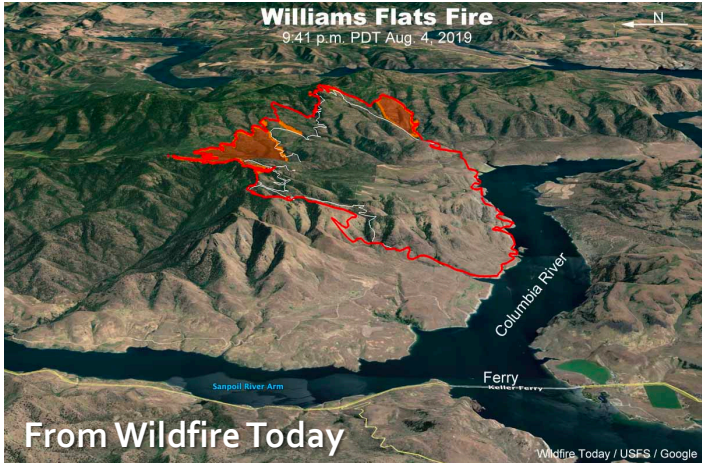 Williams Flats Fire
9:41 p.m. PDT Aug. 4, 2019
N
Columbia River
Ferry
Keller Ferry
Sanpoil River Arm
From Wildfire Today
Wildfire Today / USFS / Google